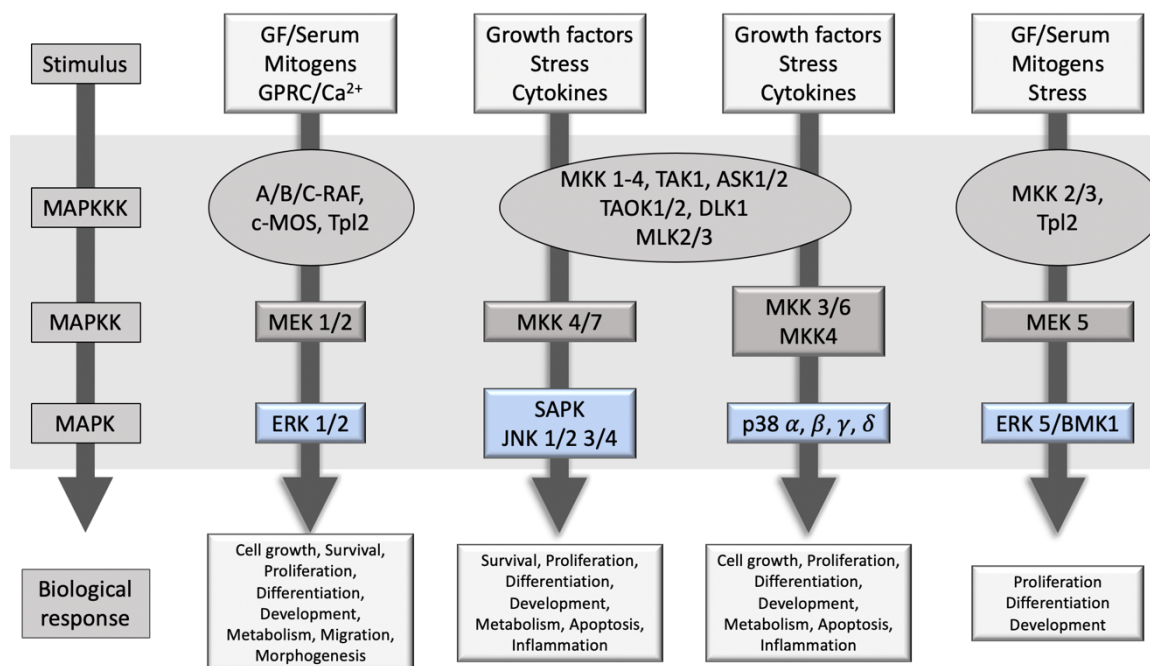 Stimulus
GF/Serum
Mitogens
GPRC/Ca²⁺
Growth factors
Stress
Cytokines
Growth factors
Stress
Cytokines
GF/Serum
Mitogens
Stress
MAPKKK
A/B/C-RAF,
c-MOS, Tpl2
MKK 1-4, TAK1, ASK1/2
TAOK1/2, DLK1
MLK2/3
MKK 2/3,
Tpl2
MAPKK
MEK 1/2
MKK 4/7
MKK 3/6
MKK4
MEK 5
MAPK
ERK 1/2
SAPK
JNK 1/2 3/4
p38 α, β, γ, δ
ERK 5/BMK1
Biological
response
Cell growth, Survival,
Proliferation,
Differentiation,
Development,
Metabolism, Migration,
Morphogenesis
Survival, Proliferation,
Differentiation,
Development,
Metabolism, Apoptosis,
Inflammation
Cell growth, Proliferation,
Differentiation,
Development,
Metabolism, Apoptosis,
Inflammation
Proliferation
Differentiation
Development